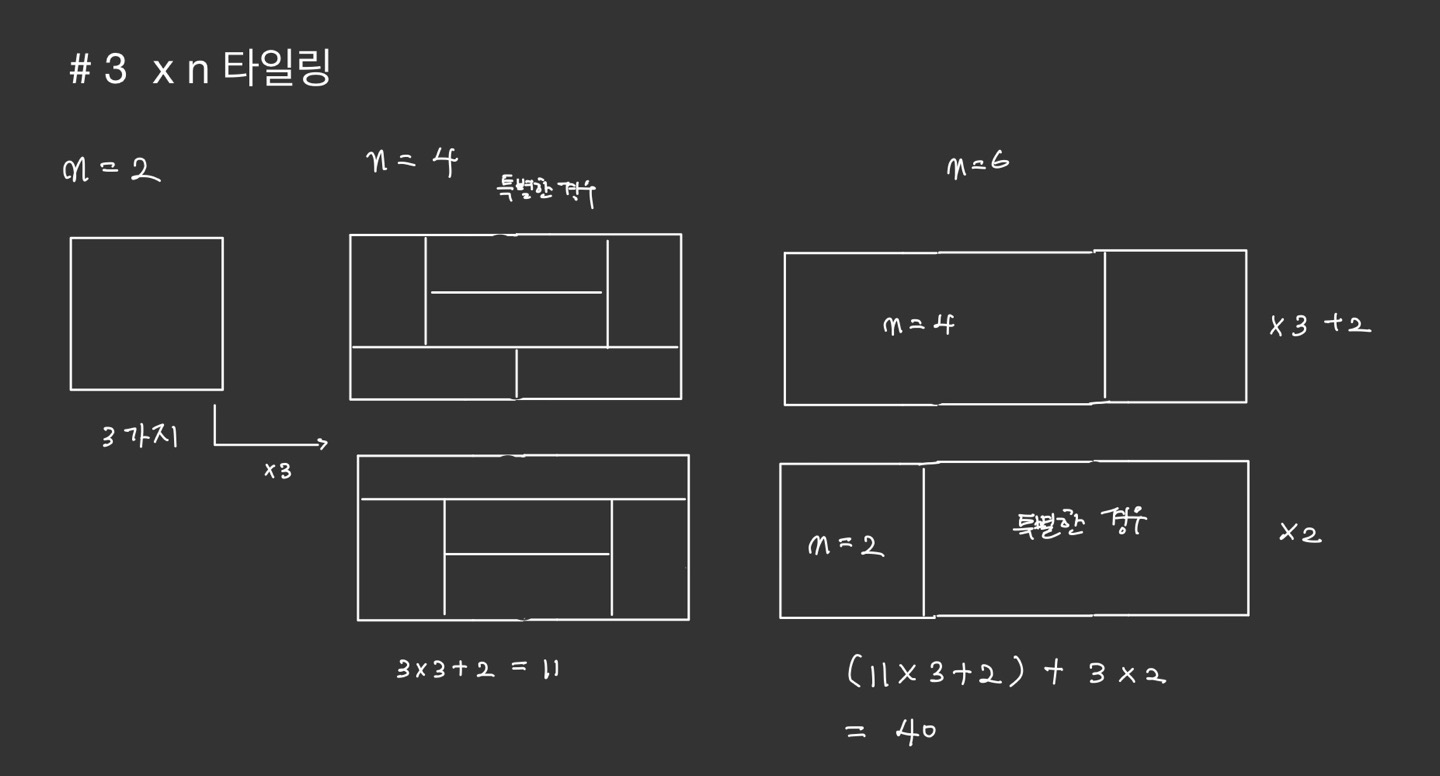 # 3 x n 타일링
n = 2
3 가지
x3
n = 4
특별한 경우
3x3+2 = 11
n=6
n=4
x 3 +2
n=2
특별한 경우
x2
(11 x 3+2) + 3 x 2
= 40